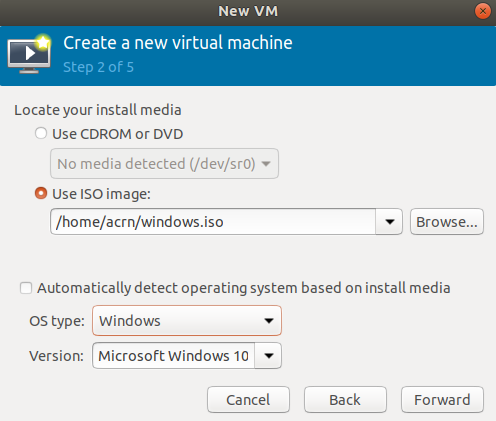 New VM
Create a new virtual machine
Step 2 of 5
Locate your install media
Use CDROM or DVD
No media detected (/dev/sr0)
Use ISO image:
/home/acrn/windows.iso
Browse...
Automatically detect operating system based on install media
OS type:
Windows
Version:
Microsoft Windows 10
Cancel
Back
Forward